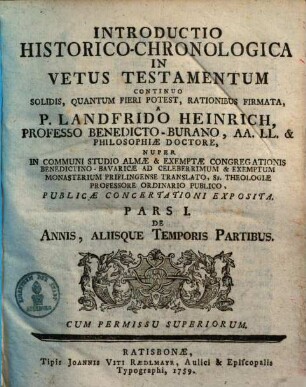 INTRODUCTIO
HISTORICO-CHRONOLOGICA
IN
VETUS TESTAMENTUM
CONTINUO
SOLIDIS, QUANTUM FIERI POTEST, RATIONIBUS FIRMATA,
A
P. LANDFRIDO HEINRICH,
PROFESSO BENEDICTO-BURANO, AA. LL. &
PHILOSOPHIÆ DOCTORE,
NUPER
IN COMMUNI STUDIO ALMÆ & EXEMPTÆ CONGREGATIONIS
BENEDICTINO-BAVARICÆ AD CELEBERRIMUM & EXEMPTUM
MONASTERIUM PRIFLINGENSE TRANSLATO, SS. THEOLOGIÆ
PROFESSORE ORDINARIO PUBLICO,
PUBLICÆ CONCERTATIONI EXPOSITA.
PARS I.
DE
ANNIS, ALIISQUE TEMPORIS PARTIBUS.
CUM PERMISSU SUPERIORUM.
RATISBONÆ,
Tipis JOANNIS VITI RÆDLMAYR, Aulici & Episcopalis
Typographi, 1759.